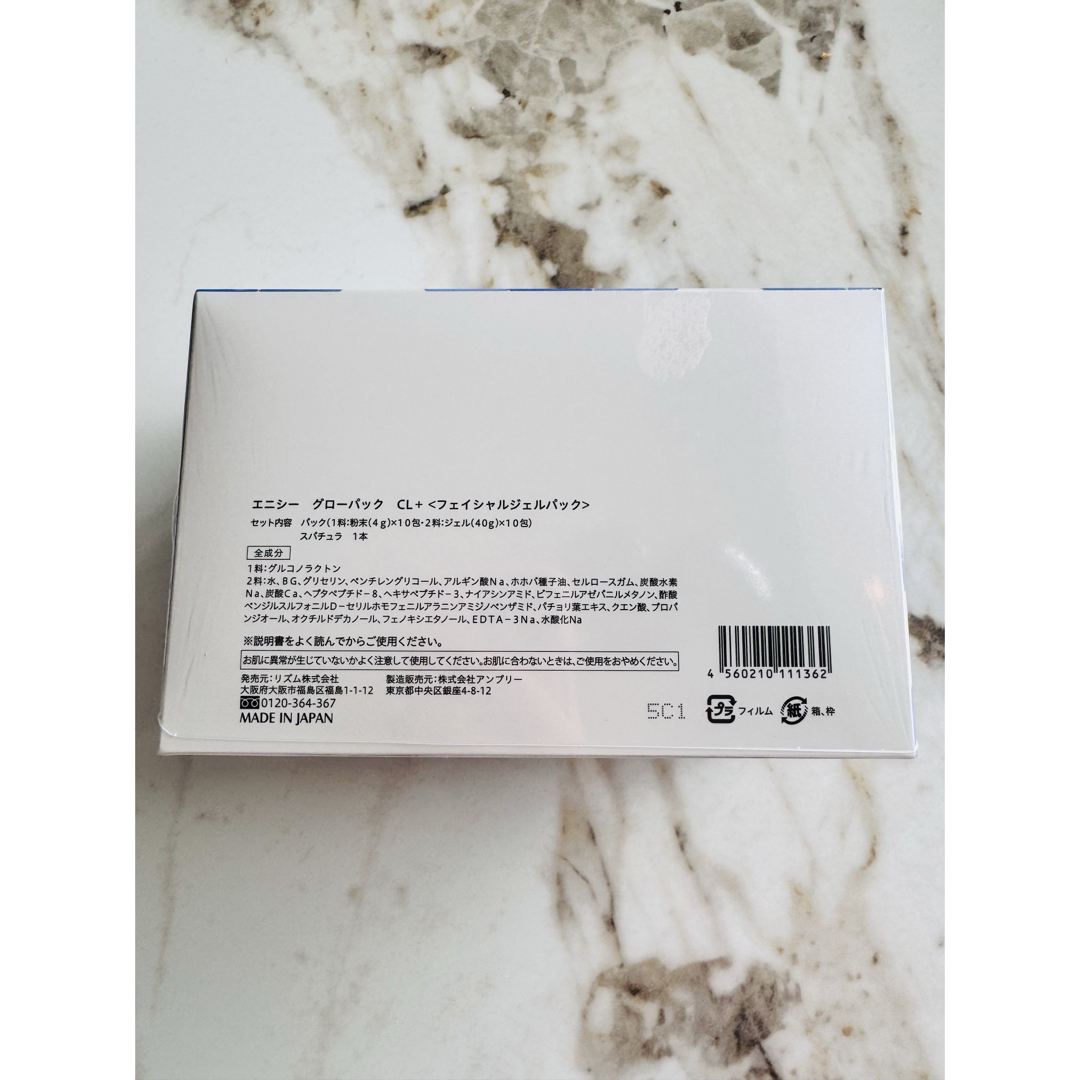 エニシー　グローパック　CL+ <フェイシャルジェルパック>
セット内容　パック(1料:粉末(4g)×10包・2料:ジェル(40g)×10包)
スパチュラ　1本
全成分
1料:グルコノラクトン
2料:水、BG、グリセリン、ペンチレングリコール、アルギン酸Na、ホホバ種子油、セルロースガム、炭酸水素
Na、炭酸Ca、ヘプタペプチド-8、ヘキサペプチド-3、ナイアシンアミド、ビフェニルアゼパニルメタノン、酢酸
ベンジルスルフォニルD-セリルホモフェニルアラニンアミジノベンザミド、パチョリ葉エキス、クエン酸、プロパ
ンジオール、オクチルドデカノール、フェノキシエタノール、EDTA-3Na、水酸化Na
※説明書をよく読んでからご使用ください。
お肌に異常が生じていないかよく注意して使用してください。お肌に合わないときは、ご使用をおやめください。
発売元:リズム株式会社　製造販売元:株式会社アンプリー
大阪府大阪市福島区福島1-1-12　東京都中央区銀座4-8-12
0120-364-367
MADE IN JAPAN
5C1
プラ フィルム 紙 箱、枠
4 560210 111362